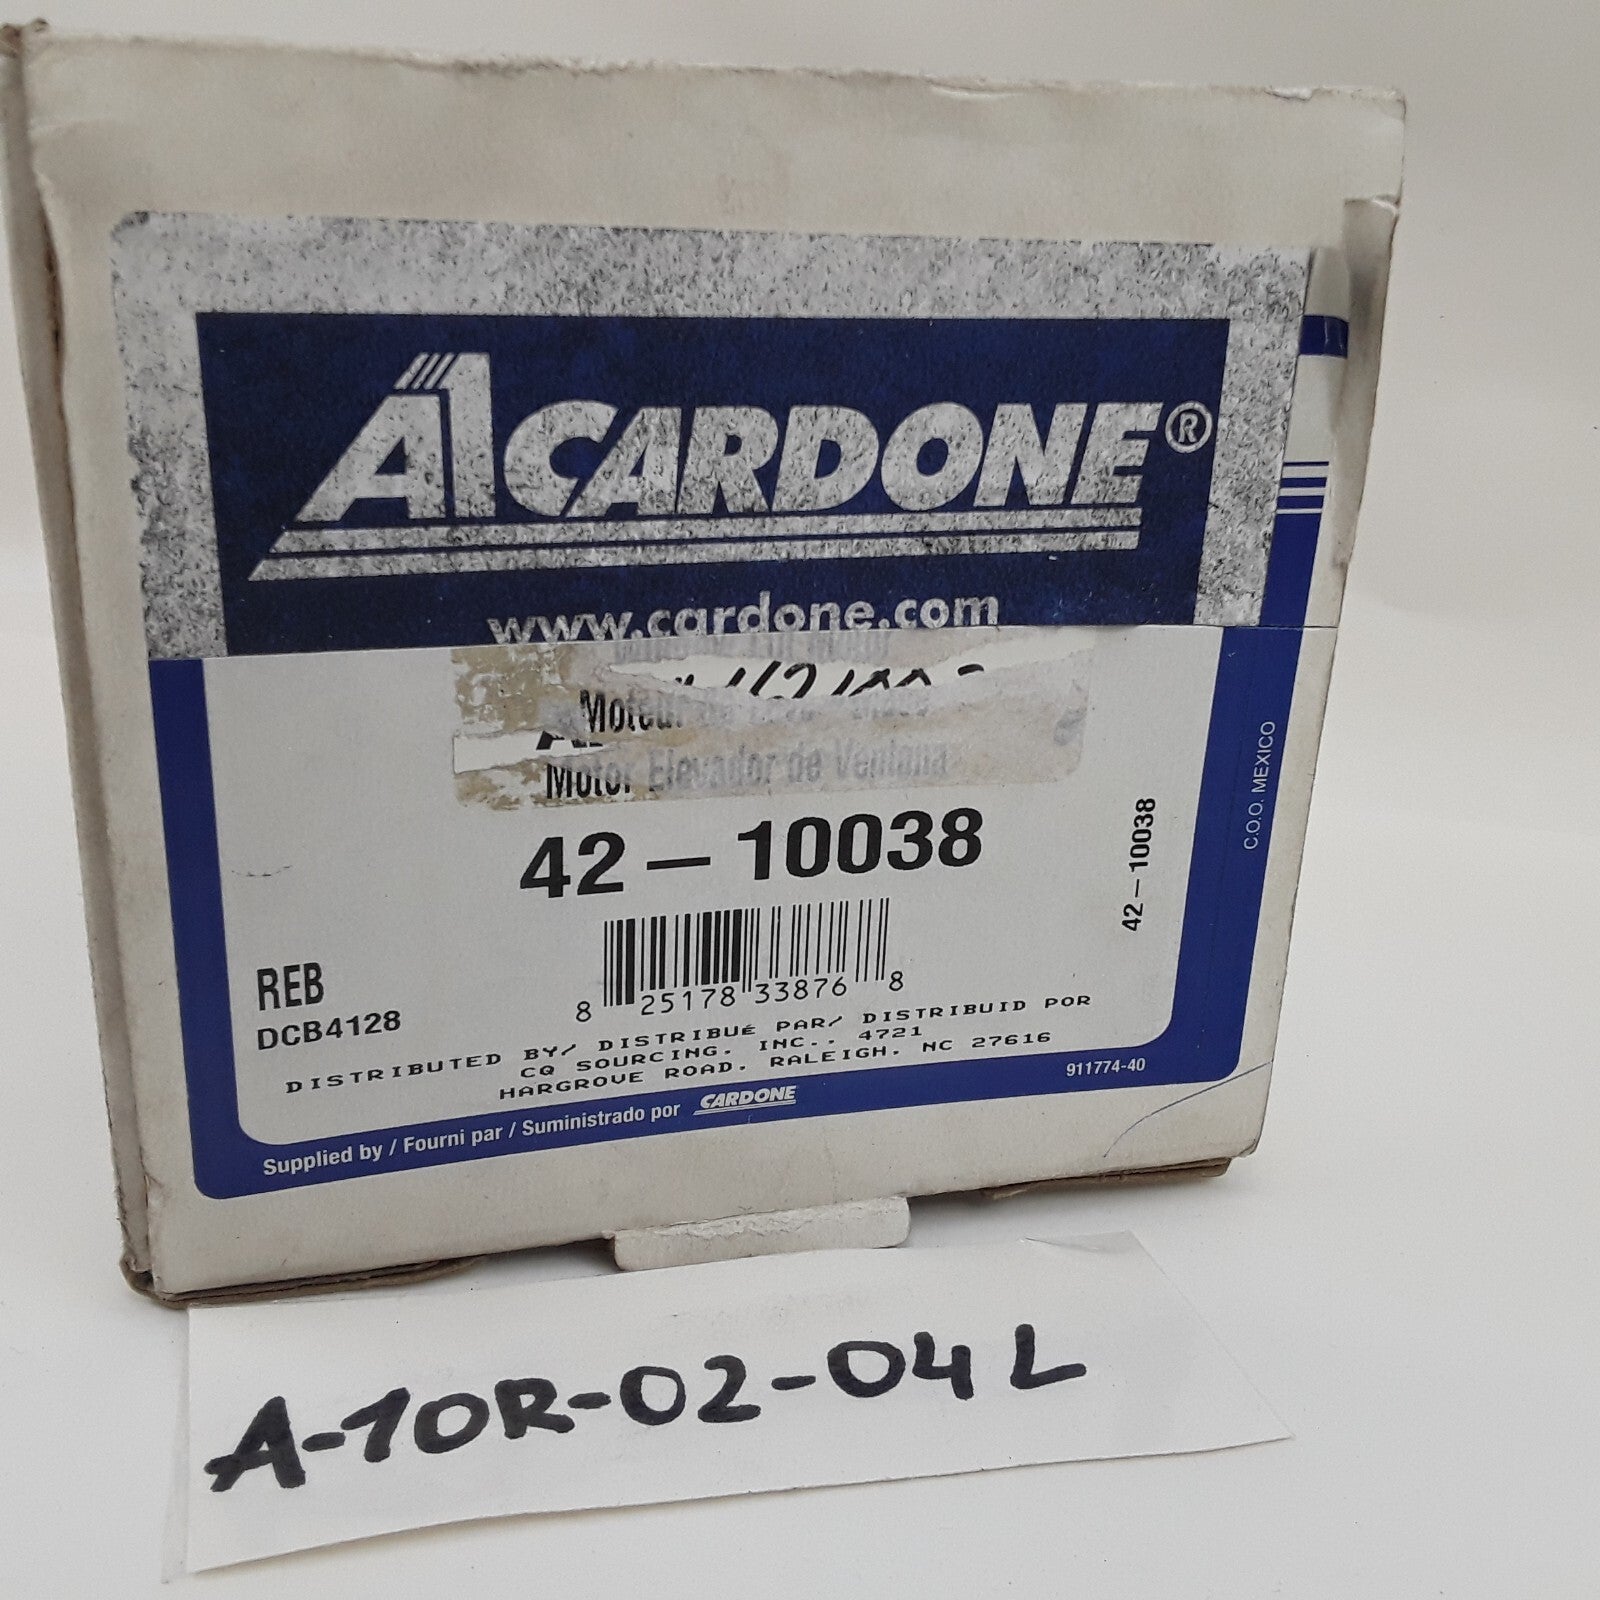 A1CARDONE®
www.cardone.com
Moteur
Motor Elevador de Ventana
42–10038
42–10038
C.O.O. MEXICO
REB
DCB4128
8 25178 33876 8
DISTRIBUTED BY/ DISTRIBUÉ PAR/ DISTRIBUID POR
CQ SOURCING, INC., 4721
HARGROVE ROAD, RALEIGH, NC 27616
911774-40
Supplied by / Fourni par / Suministrado por CARDONE
A-10R-02-04L